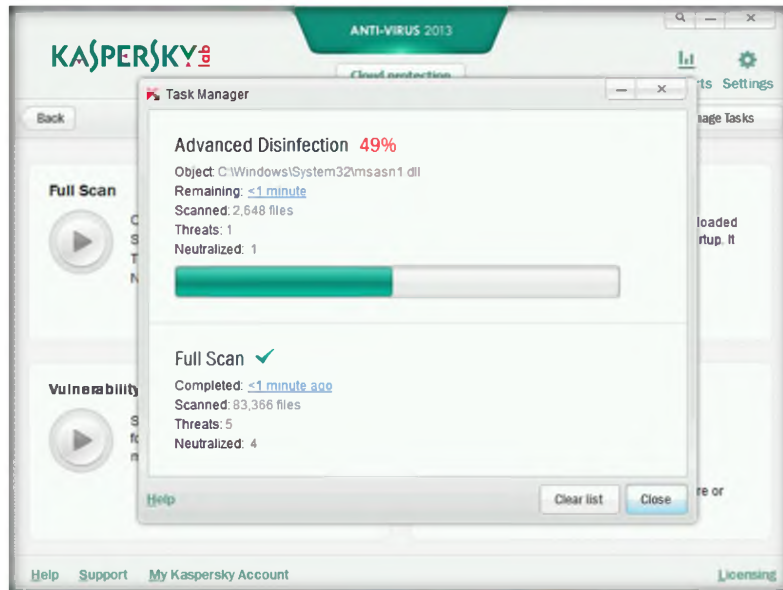 ANTI-VIRUS 2013
KASPERSKY lab
Cloud protection
rts Settings
Task Manager
Back
nage Tasks
Advanced Disinfection 49%
Object: C:\Windows\System32\msasn1 dll
Remaining: <1 minute
Scanned: 2,648 files
Threats: 1
Neutralized: 1
Full Scan
C
S
T
N
loaded
rtup. It
Full Scan
Completed: <1 minute ago
Scanned: 83,366 files
Threats: 5
Neutralized: 4
Vulnerability
S
fo
m
re or
Help Clear list Close
Help Support My Kaspersky Account Licensing